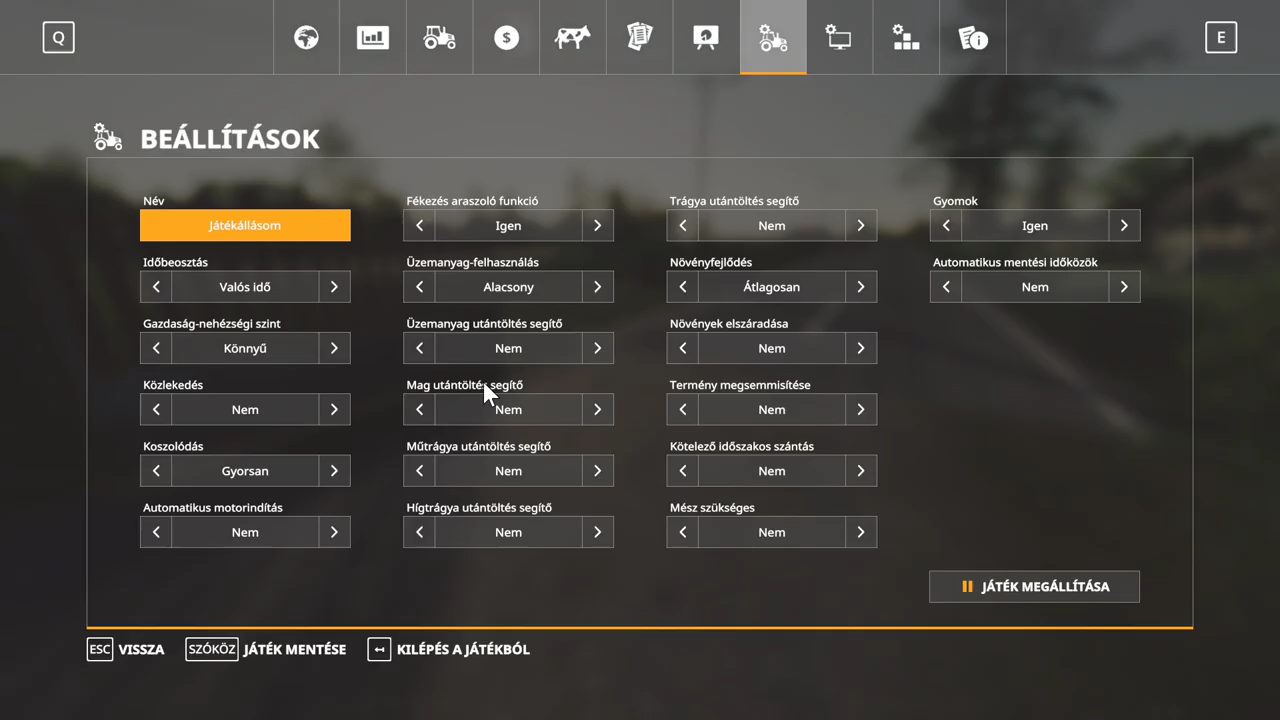 Q
E
BEÁLLÍTÁSOK
Név
Játékállásom
Időbeosztás
Valós idő
Gazdaság-nehézségi szint
Könnyű
Közlekedés
Nem
Koszolódás
Gyorsan
Automatikus motorindítás
Nem
Fékezés araszoló funkció
Igen
Üzemanyag-felhasználás
Alacsony
Üzemanyag utántöltés segítő
Nem
Mag utántöltés segítő
Nem
Műtrágya utántöltés segítő
Nem
Hígtrágya utántöltés segítő
Nem
Trágya utántöltés segítő
Nem
Növényfejlődés
Átlagosan
Növények elszáradása
Nem
Termény megsemmisítése
Nem
Kötelező időszakos szántás
Nem
Mész szükséges
Nem
Gyomok
Igen
Automatikus mentési időközök
Nem
JÁTÉK MEGÁLLÍTÁSA
ESC VISSZA SZÓKÖZ JÁTÉK MENTÉSE KILÉPÉS A JÁTÉKBÓL